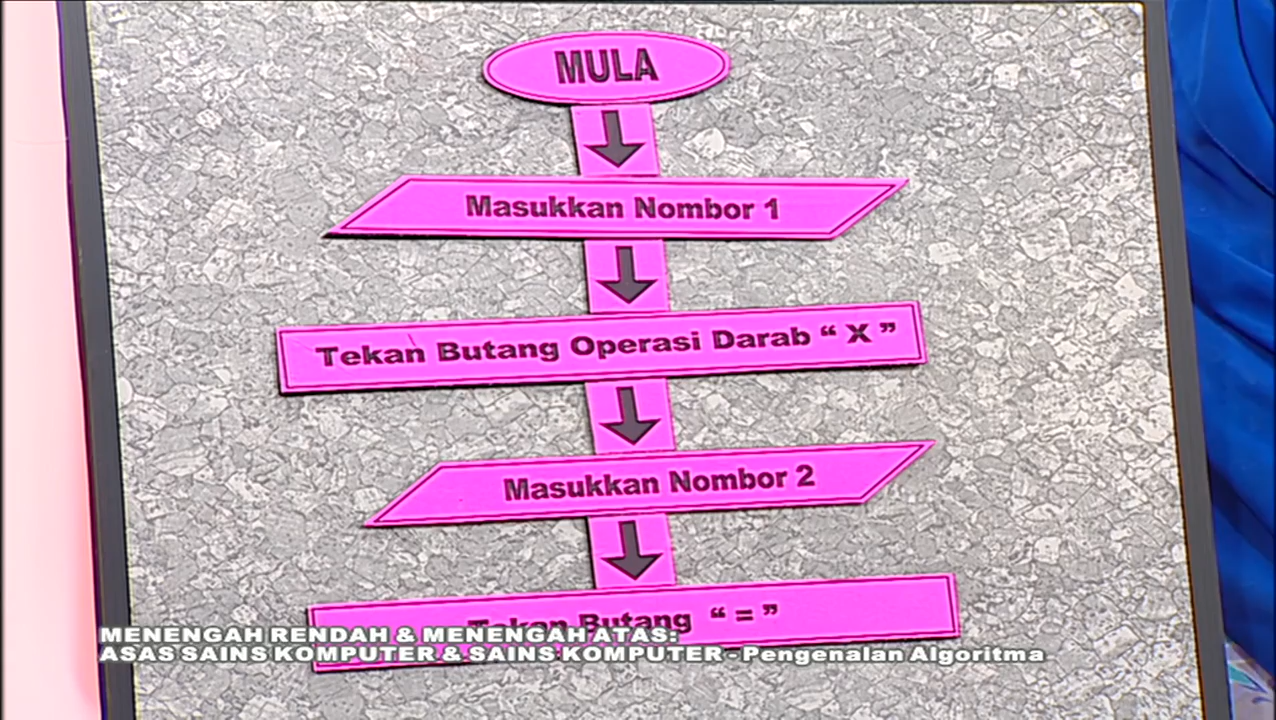 MULA
Masukkan Nombor 1
Tekan Butang Operasi Darab “ X ”
Masukkan Nombor 2
Tekan Butang “ = ”
MENENGAH RENDAH & MENENGAH ATAS:
ASAS SAINS KOMPUTER & SAINS KOMPUTER - Pengenalan Algoritma